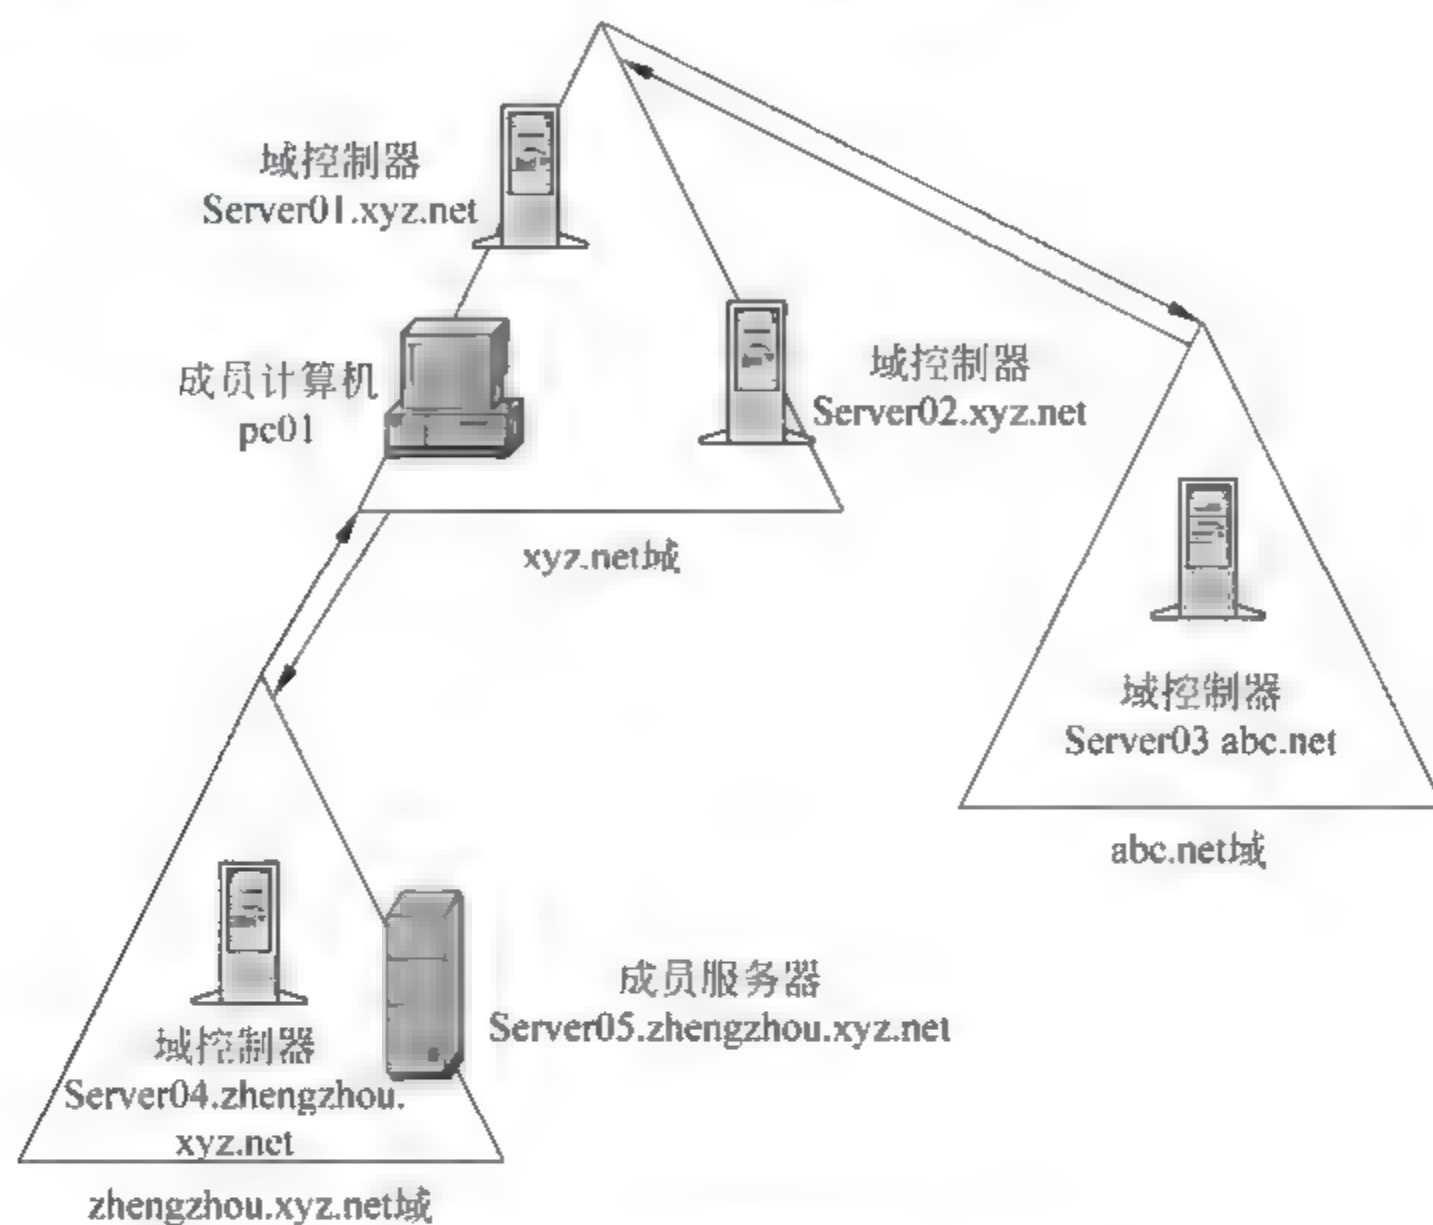 域控制器
Server01.xyz.net
成员计算机
pc01
域控制器
Server02.xyz.net
xyz.net域
域控制器
Server03 abc.net
abc.net域
域控制器
Server04.zhengzhou.
xyz.net
成员服务器
Server05.zhengzhou.xyz.net
zhengzhou.xyz.net域